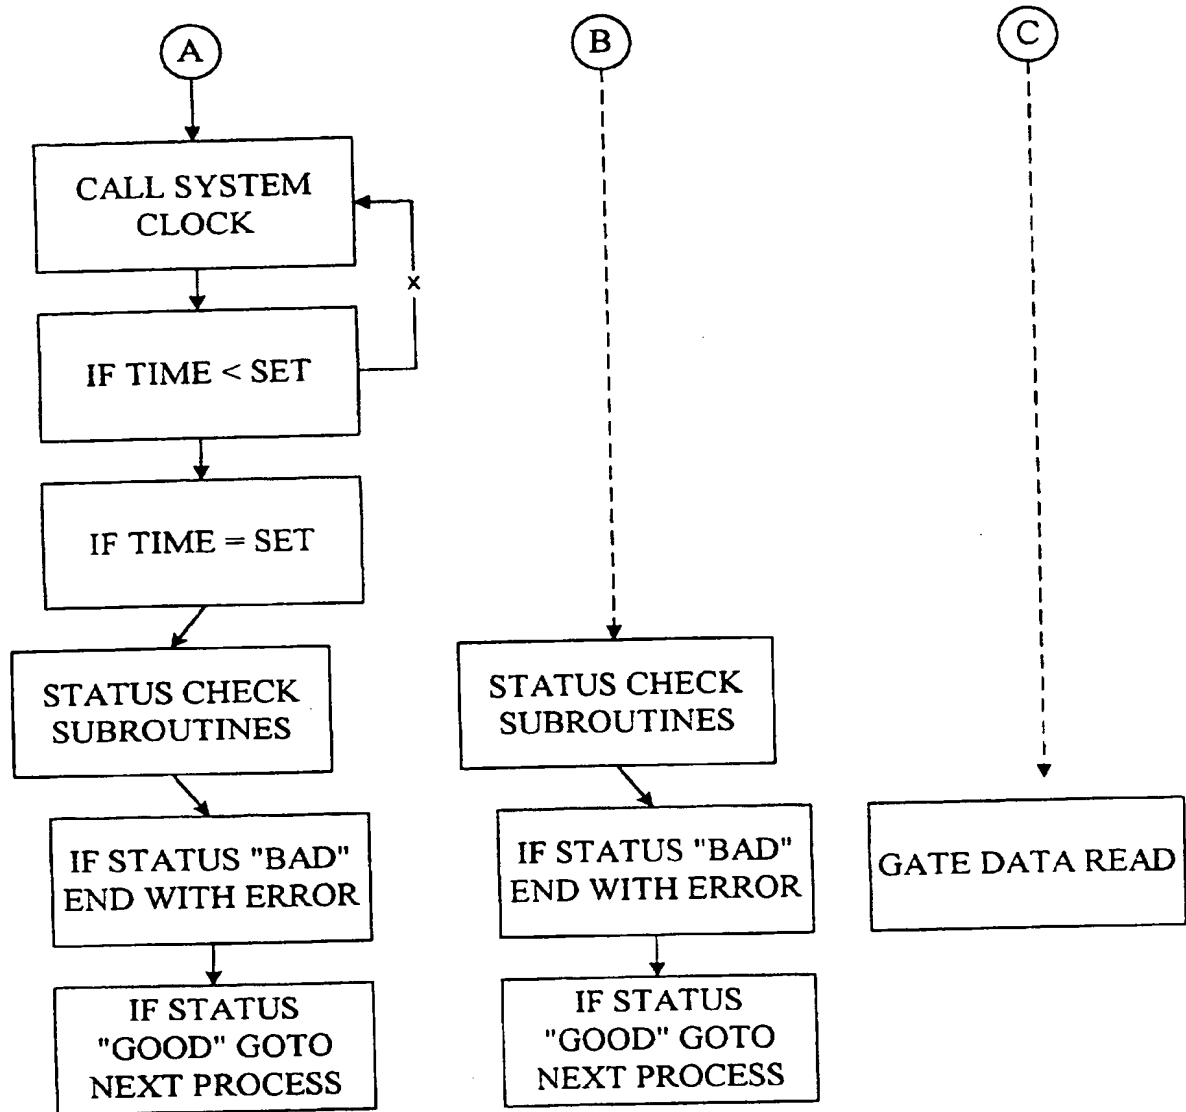 A
B
C
CALL SYSTEM
CLOCK
x
IF TIME < SET
IF TIME = SET
STATUS CHECK
SUBROUTINES
IF STATUS "BAD"
END WITH ERROR
IF STATUS
"GOOD" GOTO
NEXT PROCESS
STATUS CHECK
SUBROUTINES
IF STATUS "BAD"
END WITH ERROR
IF STATUS
"GOOD" GOTO
NEXT PROCESS
GATE DATA READ